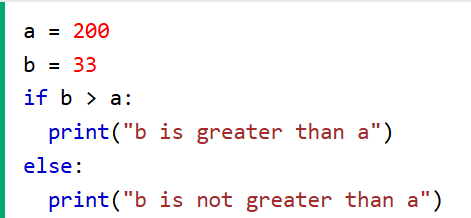 a = 200
b = 33
if b > a:
  print("b is greater than a")
else:
  print("b is not greater than a")